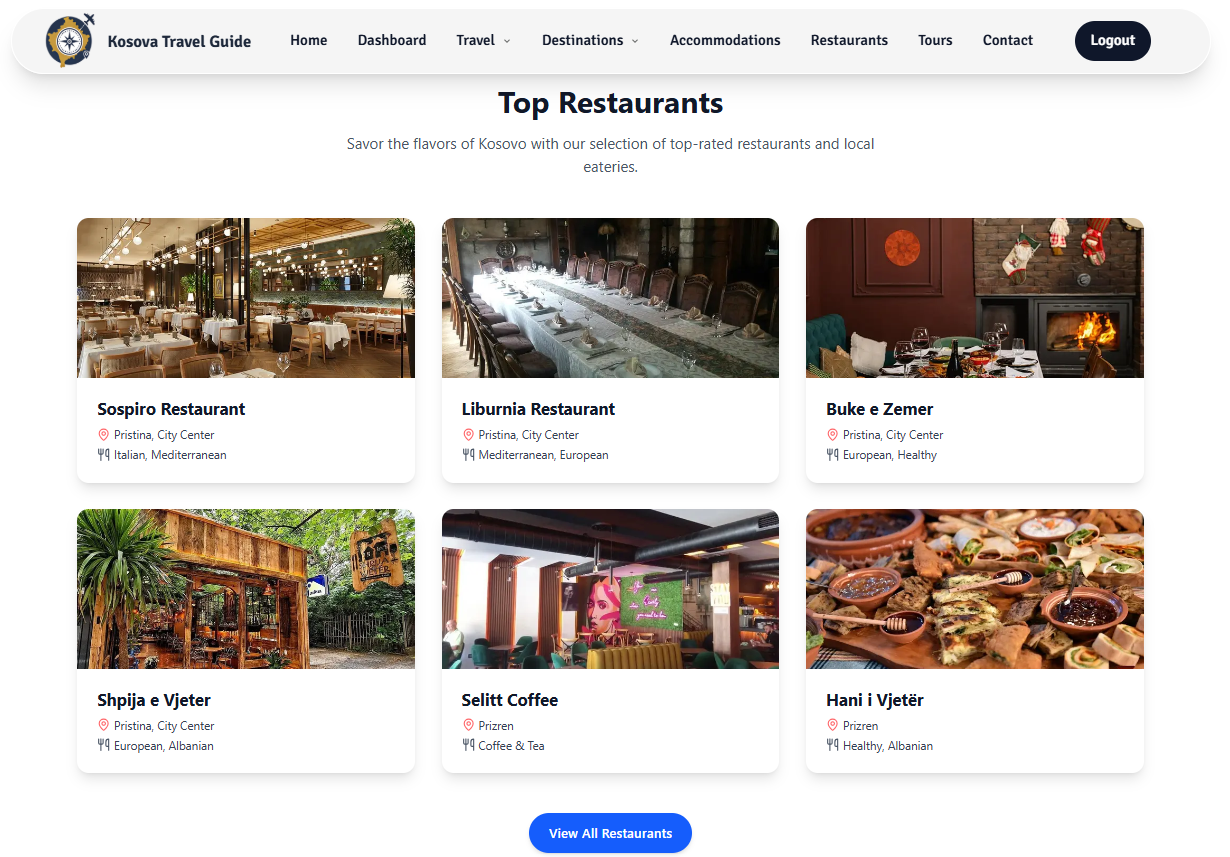 Kosova Travel Guide
Home
Dashboard
Travel
Destinations
Accommodations
Restaurants
Tours
Contact
Logout
Top Restaurants
Savor the flavors of Kosovo with our selection of top-rated restaurants and local
eateries.
Sospiro Restaurant
Pristina, City Center
Italian, Mediterranean
Liburnia Restaurant
Pristina, City Center
Mediterranean, European
Buke e Zemer
Pristina, City Center
European, Healthy
Shpija e Vjeter
Pristina, City Center
European, Albanian
Selitt Coffee
Prizren
Coffee & Tea
Hani i Vjetër
Prizren
Healthy, Albanian
View All Restaurants